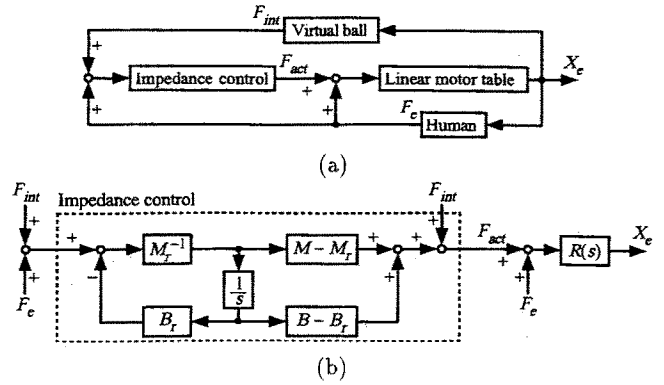 F_int
Virtual ball
+
Impedance control
F_act
+
Linear motor table
X_e
+
+
F_e
Human
(a)
F_int
Impedance control
F_int
+
+
M_r^{-1}
M − M_r
+
+
+
F_act
+
R(s)
X_e
+
F_e
−
1/s
B_r
B − B_r
+
+
F_e
(b)